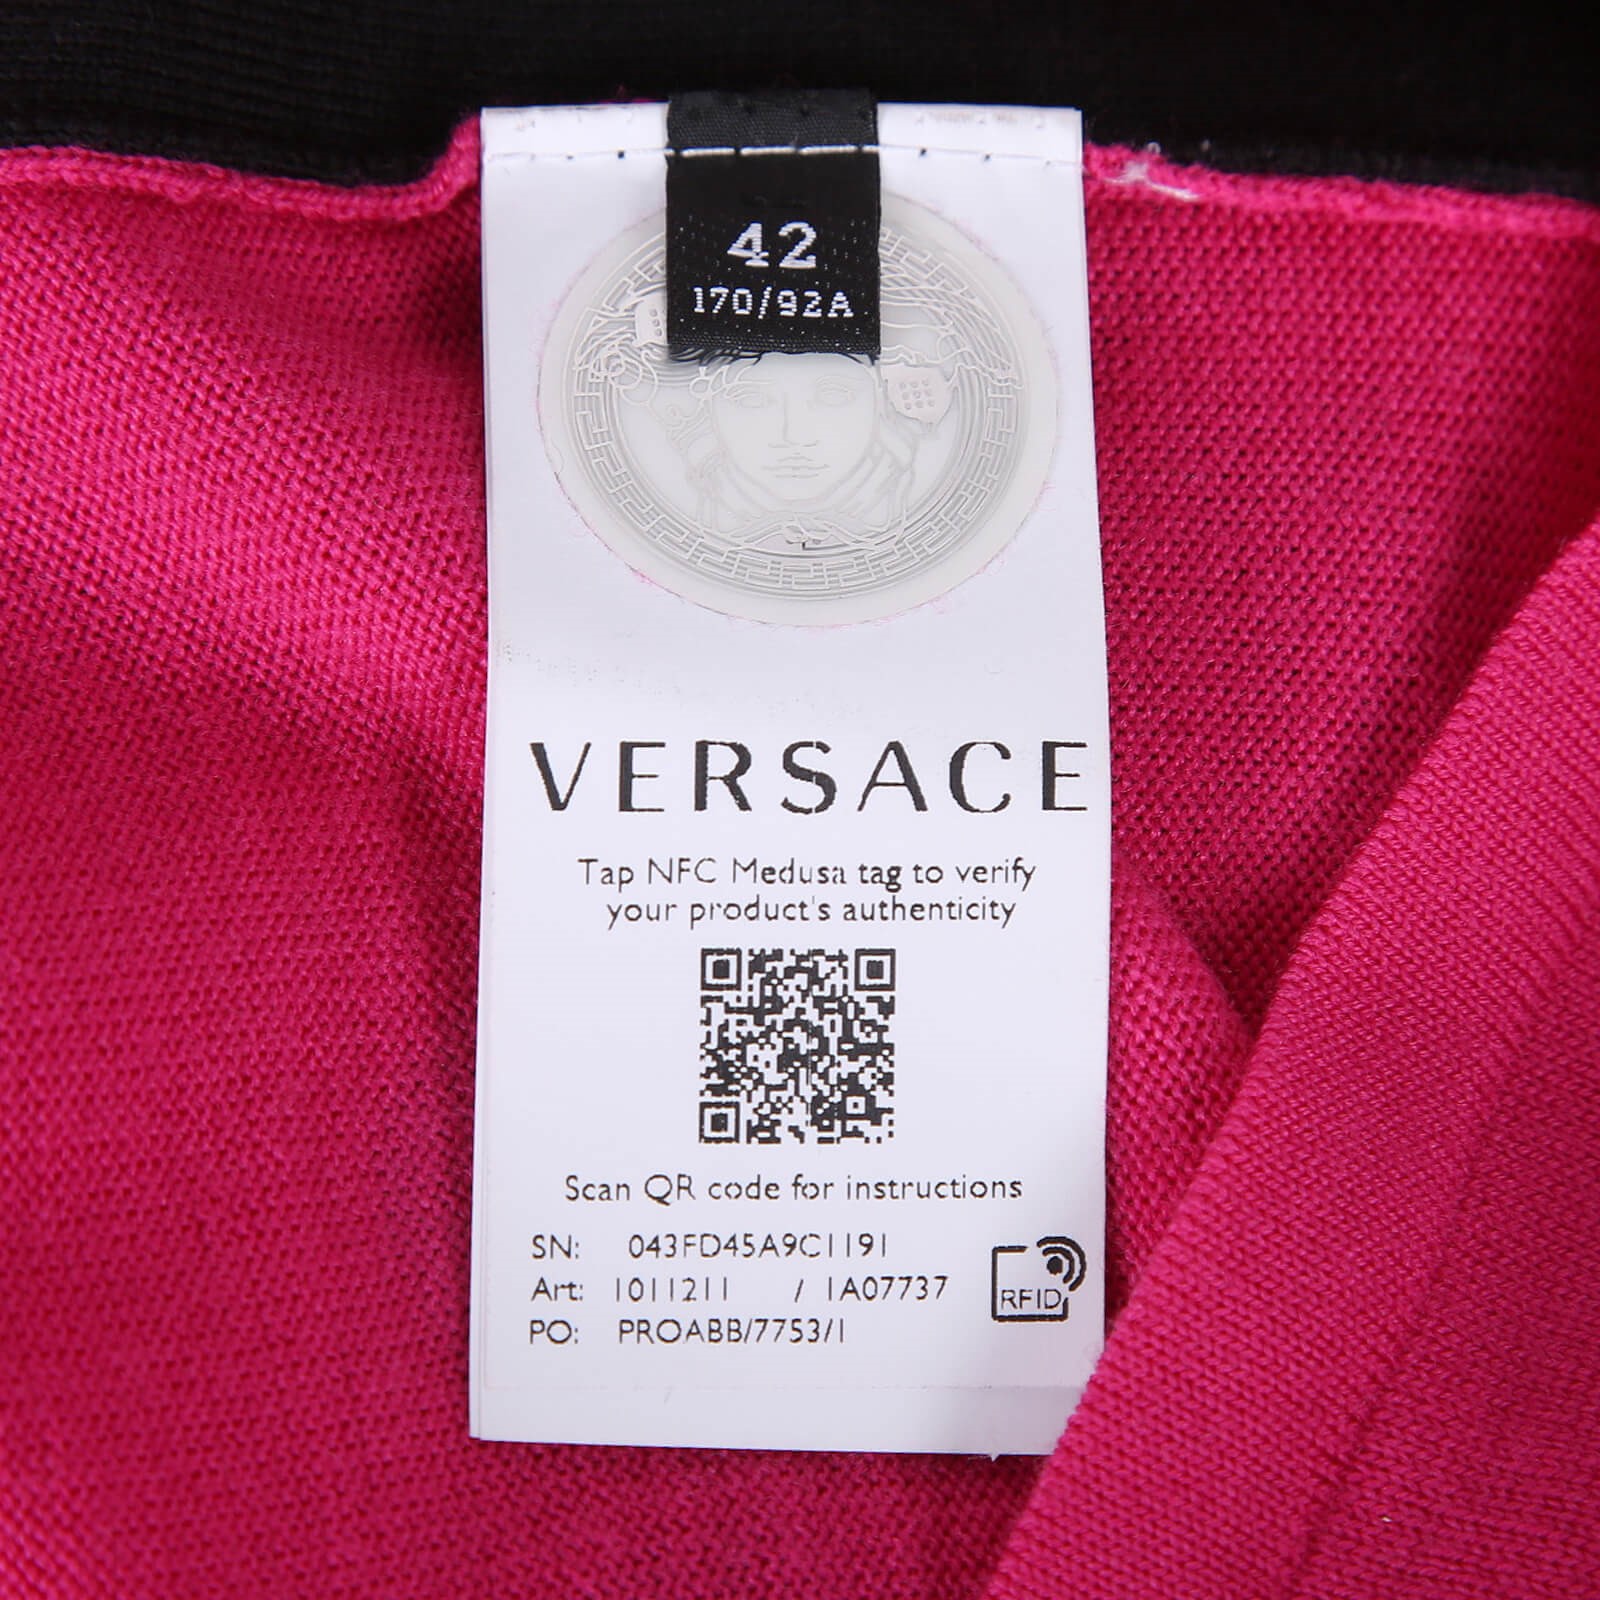 42
170/92A
VERSACE
Tap NFC Medusa tag to verify
your product's authenticity
Scan QR code for instructions
SN: 043FD45A9C1191
Art: 1011211 / 1A07737
PO: PROABB/7753/1
RFID